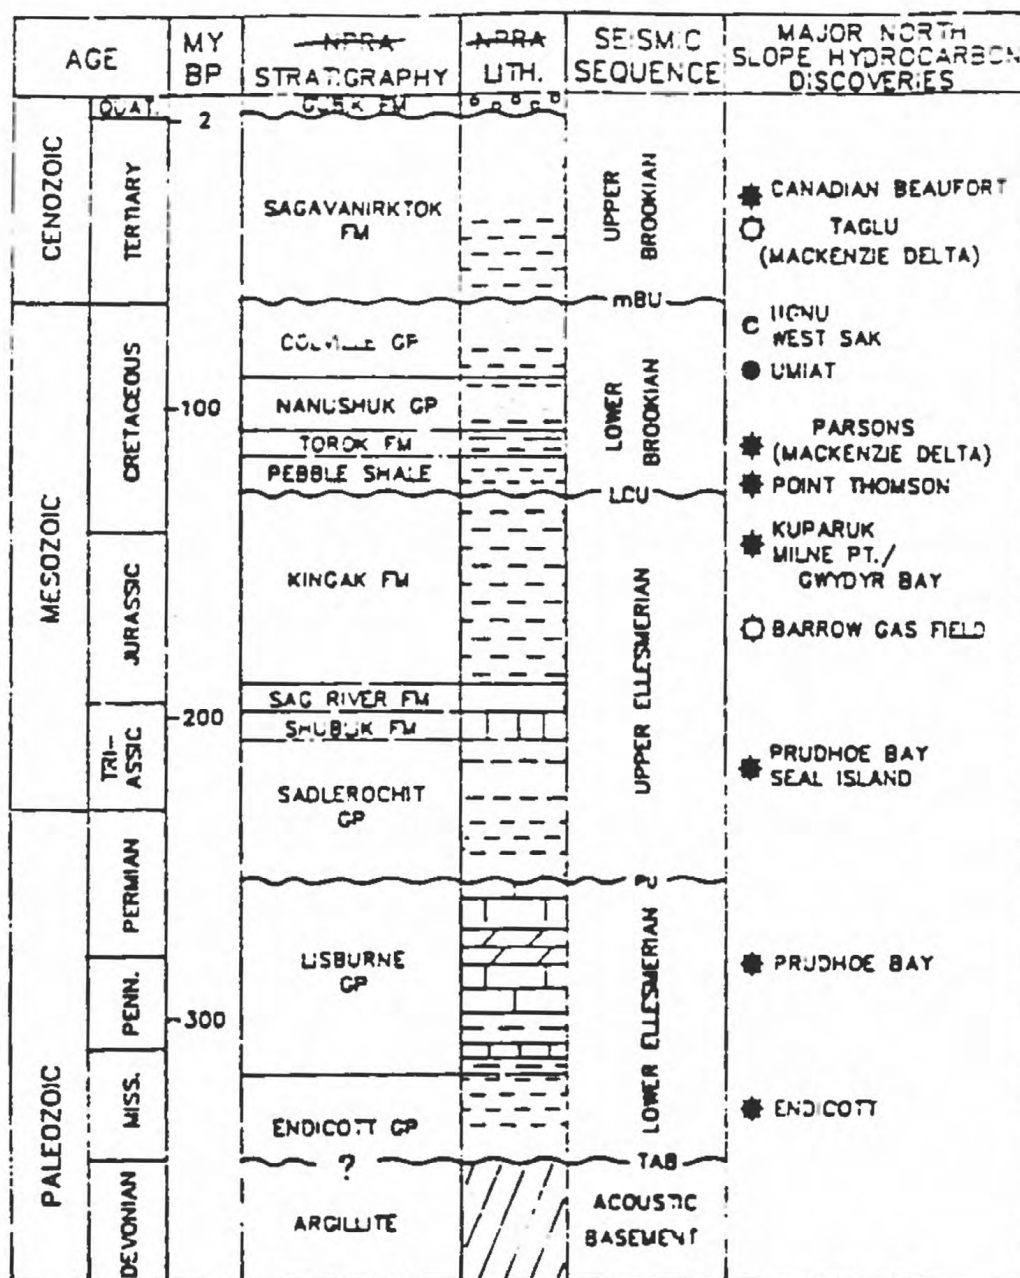 AGE
MY
BP
NPRA
STRATIGRAPHY
NPRA
LITH.
SEISMIC
SEQUENCE
MAJOR NORTH
SLOPE HYDROCARBON
DISCOVERIES
CENOZOIC
QUAT.
TERTIARY
MESOZOIC
CRETACEOUS
JURASSIC
TRI-
ASSIC
PALEOZOIC
PERMIAN
PENN.
MISS.
DEVONIAN
2
100
200
300
GUBIK FM
SAGAVANIRKTOK
FM
COLVILLE GP
NANUSHUK GP
TOROK FM
PEBBLE SHALE
KINGAK FM
SAG RIVER FM
SHUBLIK FM
SADLEROCHIT
GP
LISBURNE
GP
ENDICOTT GP
?
ARGILLITE
UPPER
BROOKIAN
mBU
LOWER
BROOKIAN
LCU
UPPER ELLESMERIAN
LOWER ELLESMERIAN
TAB
ACOUSTIC
BASEMENT
CANADIAN BEAUFORT
TAGLU
(MACKENZIE DELTA)
UGNU
WEST SAK
UMIAT
PARSONS
(MACKENZIE DELTA)
POINT THOMSON
KUPARUK
MILNE PT./
GWYDYR BAY
BARROW GAS FIELD
PRUDHOE BAY
SEAL ISLAND
PRUDHOE BAY
ENDICOTT